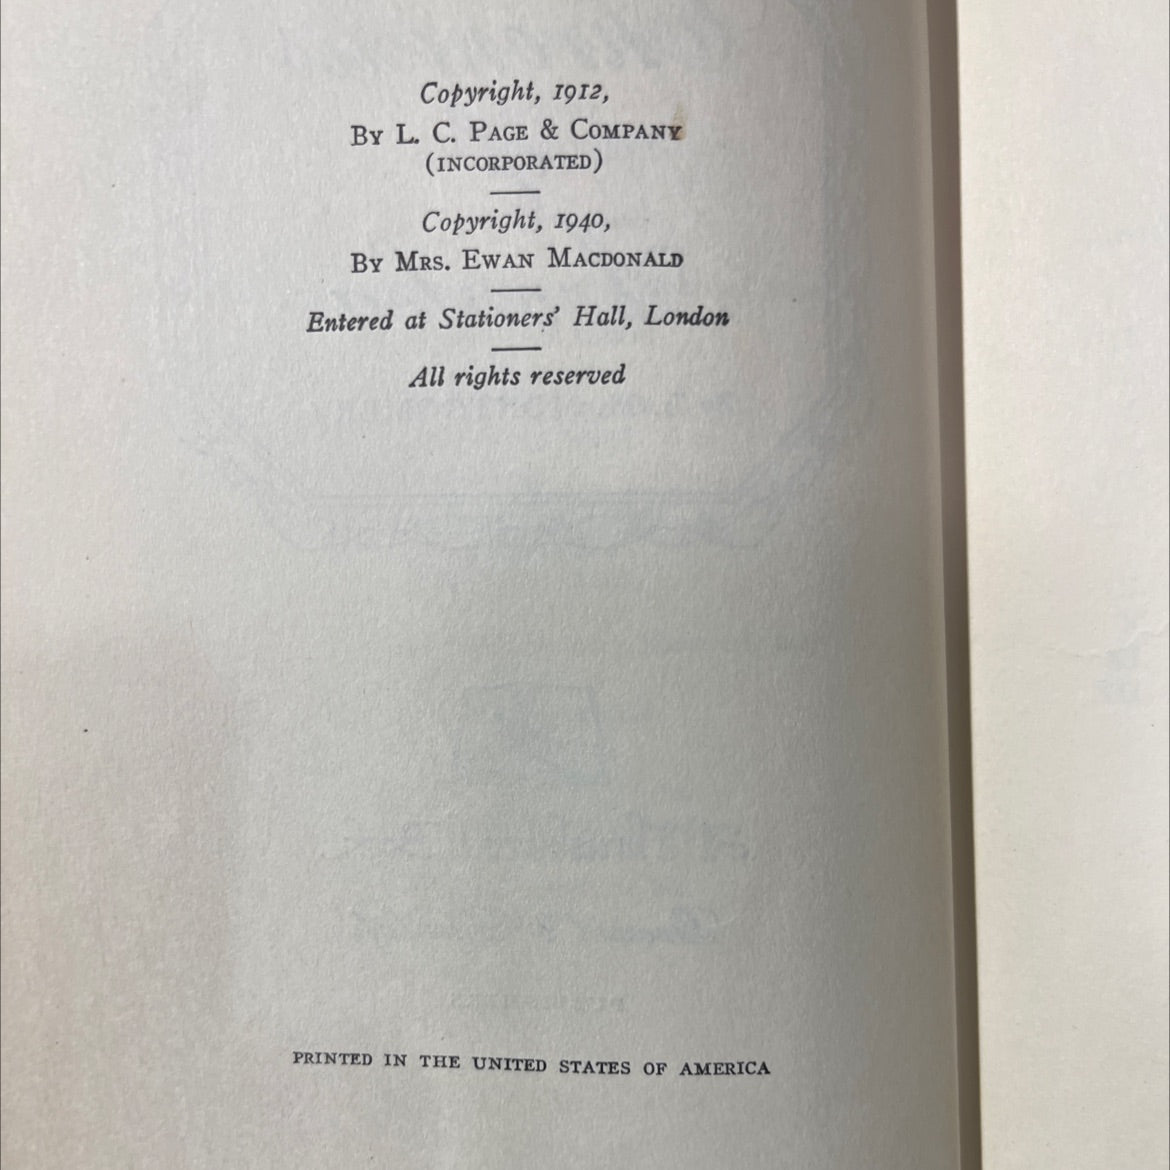 Copyright, 1912,
By L. C. Page & Company
(INCORPORATED)
Copyright, 1940,
By Mrs. Ewan Macdonald
Entered at Stationers' Hall, London
All rights reserved
PRINTED IN THE UNITED STATES OF AMERICA